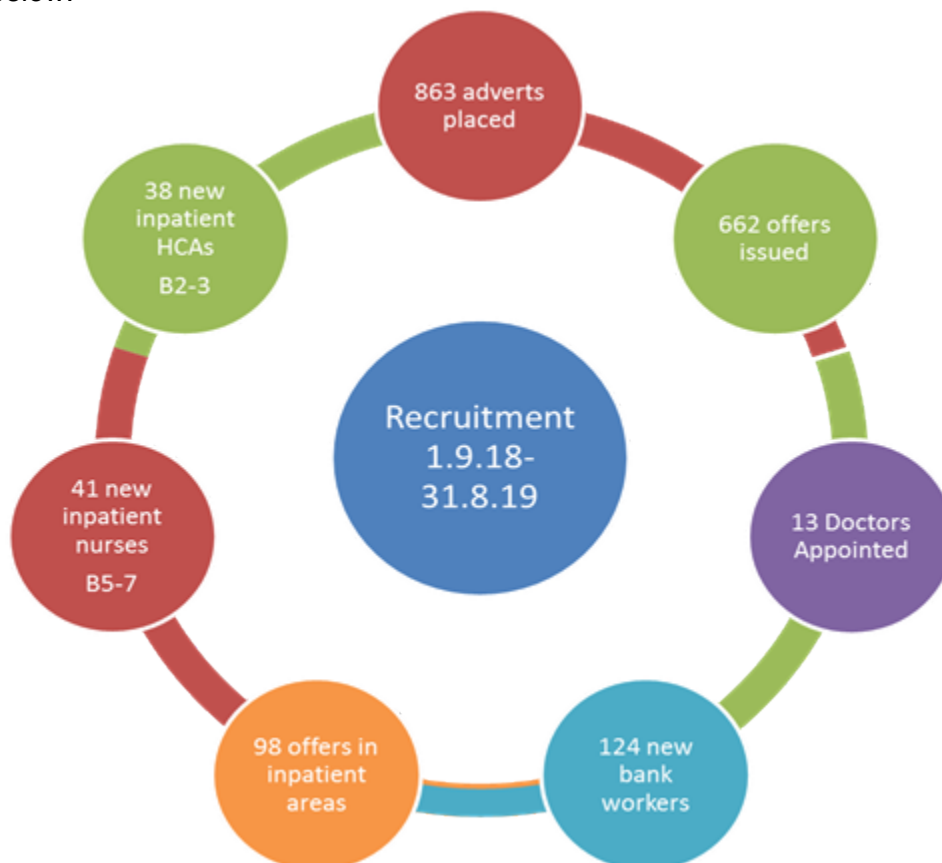 863 adverts
placed
662 offers
issued
13 Doctors
Appointed
124 new
bank
workers
98 offers in
inpatient
areas
41 new
inpatient
nurses
B5-7
38 new
inpatient
HCAs
B2-3
Recruitment
1.9.18-
31.8.19